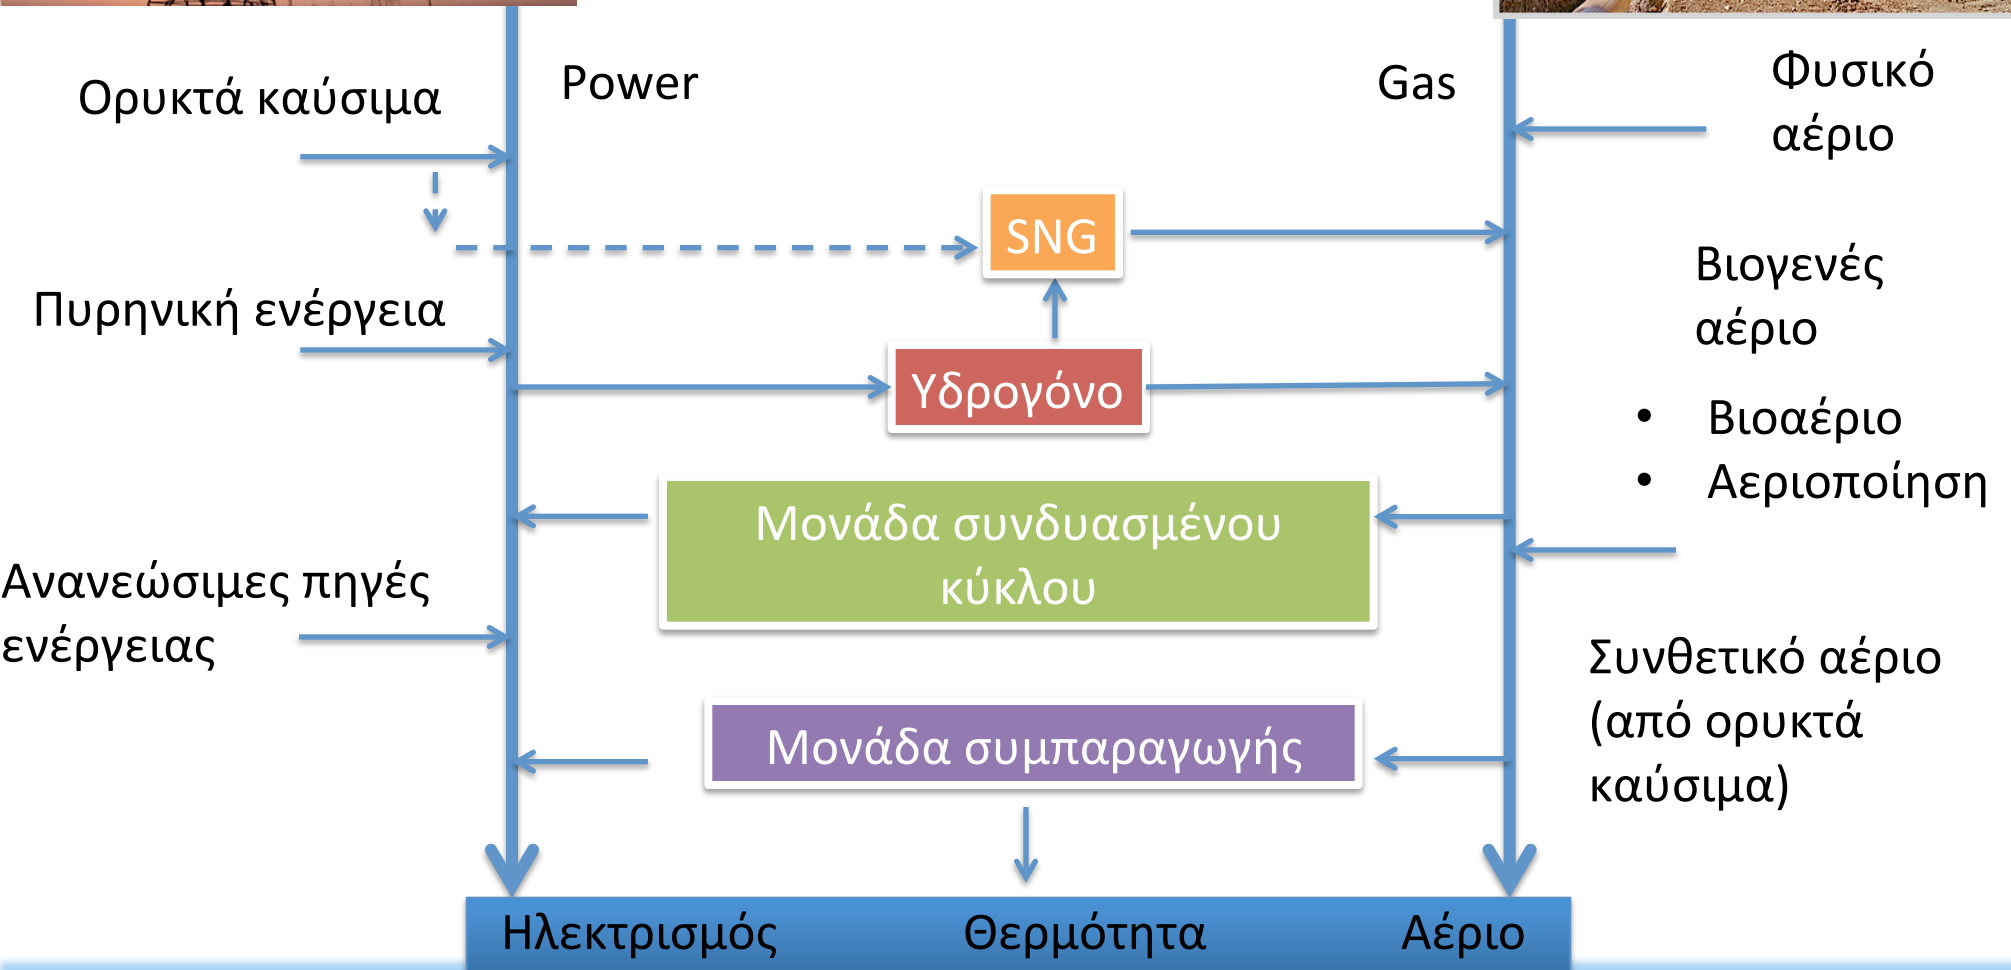 Ορυκτά καύσιμα
Power
Gas
Φυσικό
αέριο
SNG
Πυρηνική ενέργεια
Βιογενές
αέριο
Υδρογόνο
• Βιοαέριο
• Αεριοποίηση
Μονάδα συνδυασμένου
κύκλου
Ανανεώσιμες πηγές
ενέργειας
Συνθετικό αέριο
(από ορυκτά
καύσιμα)
Μονάδα συμπαραγωγής
Ηλεκτρισμός
Θερμότητα
Αέριο